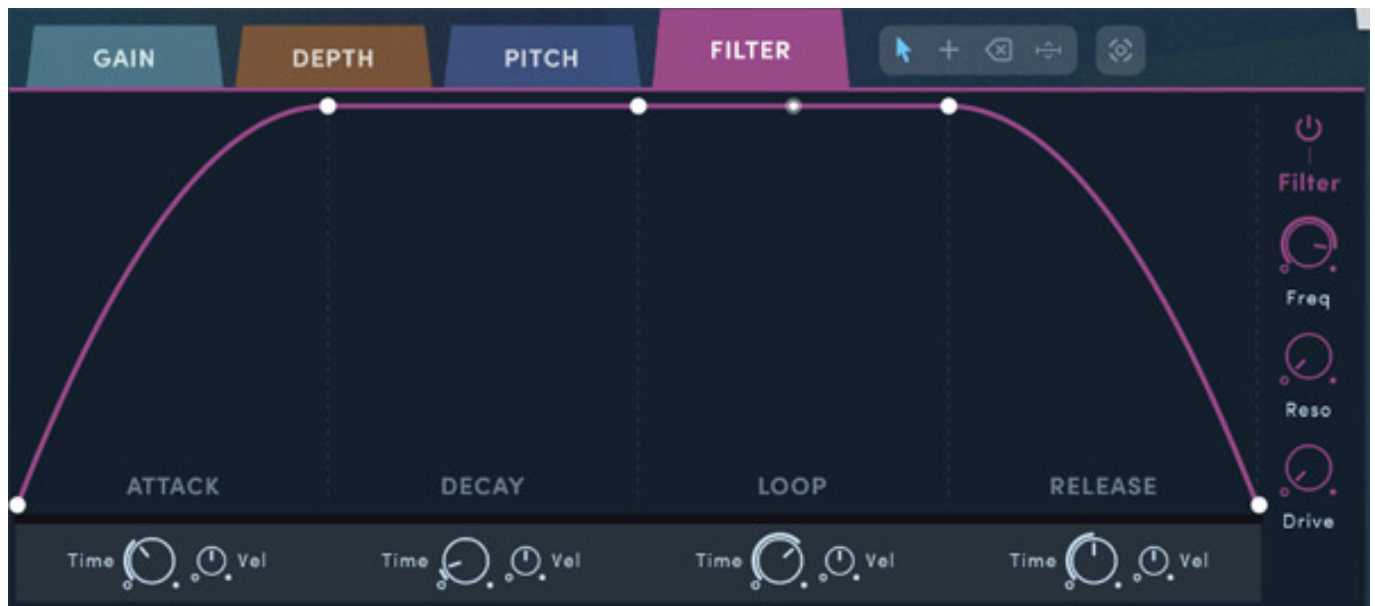 GAIN DEPTH PITCH FILTER
Filter
Freq
Reso
ATTACK DECAY LOOP RELEASE
Drive
Time Vel Time Vel Time Vel Time Vel